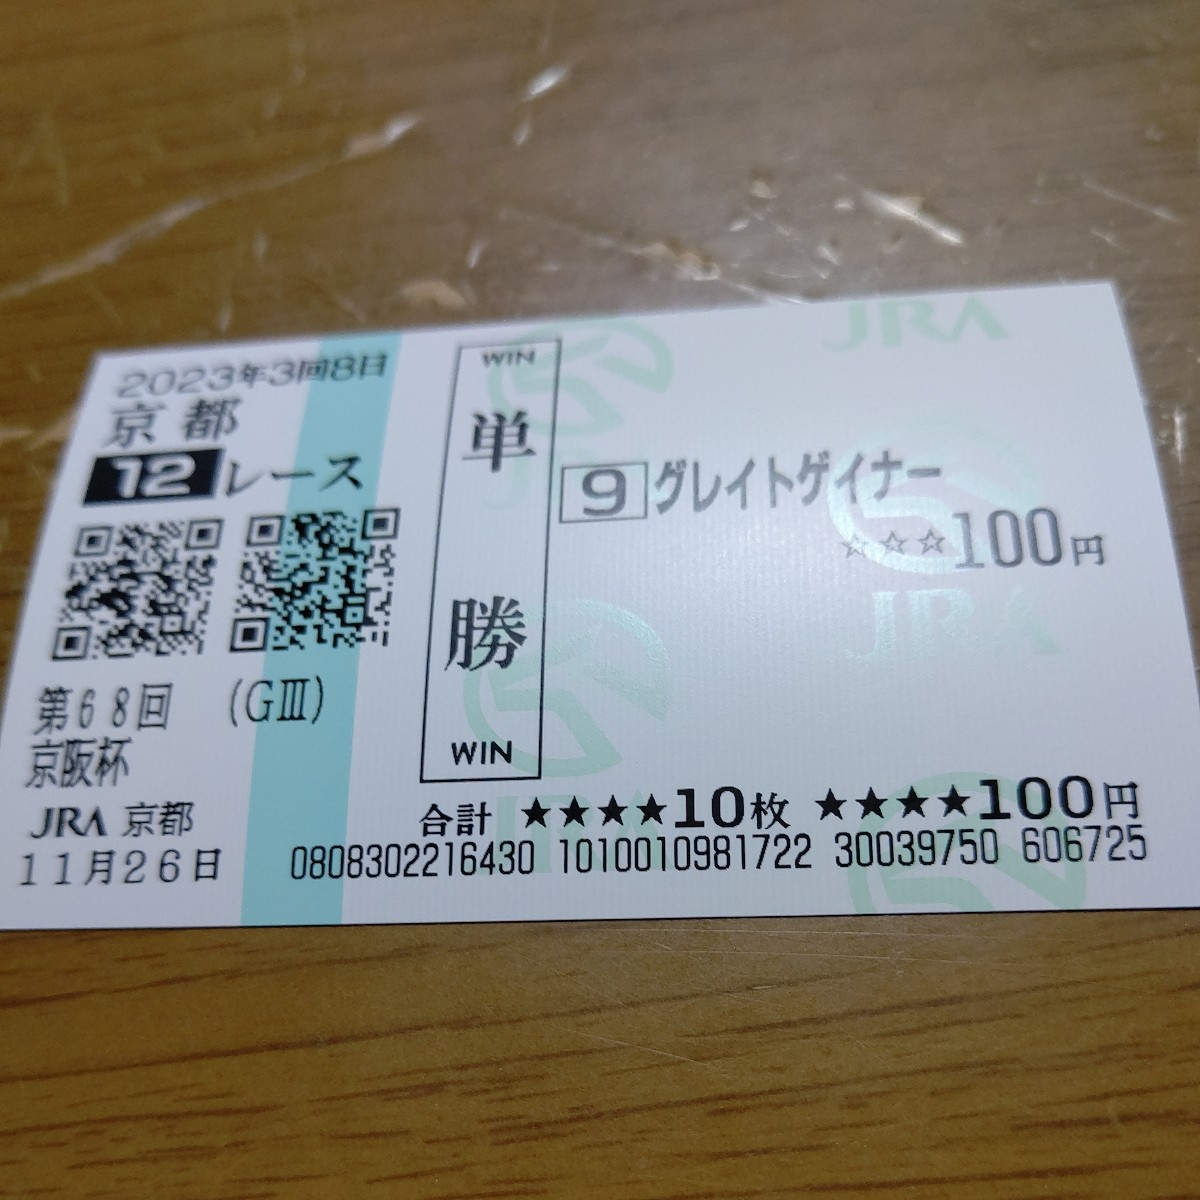 2023年3回8日
京都
12レース
第68回 (GⅢ)
京阪杯
JRA 京都
11月26日
WIN
単勝
WIN
9 グレイトゲイナー
☆☆☆100円
合計 ★★★★10枚 ★★★★100円
0808302216430 1010010981722 30039750 606725
JRA
JRA
JRA